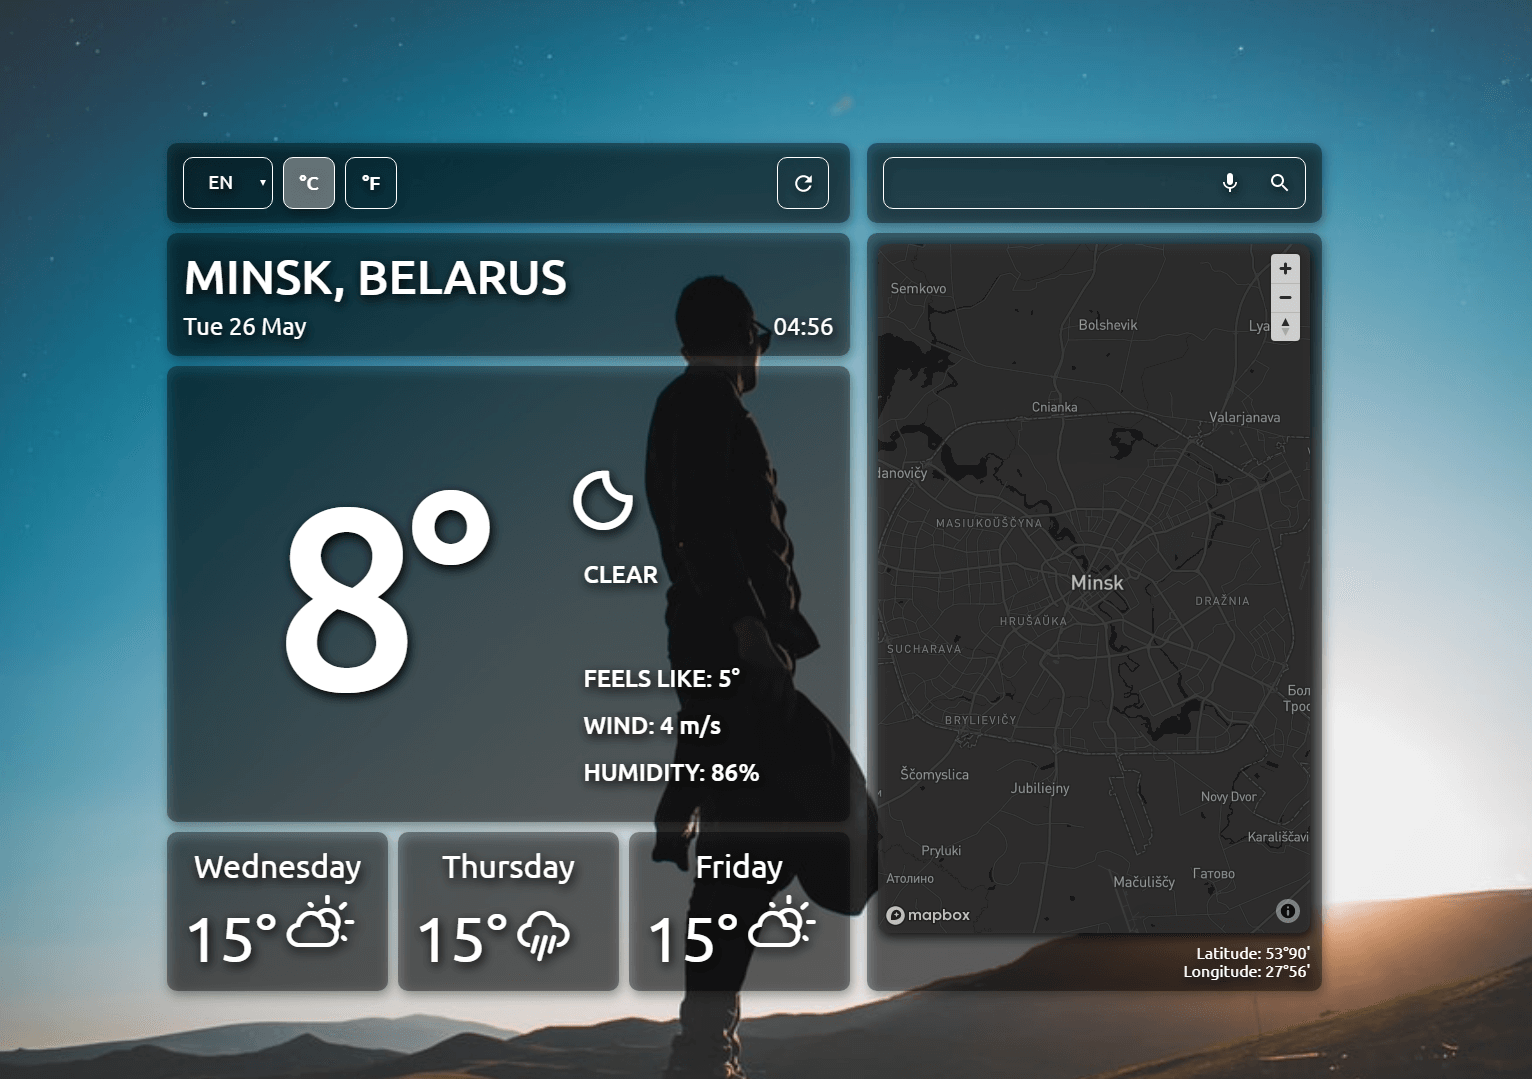 EN
°C
°F
MINSK, BELARUS
Tue 26 May
04:56
8°
CLEAR
FEELS LIKE: 5°
WIND: 4 m/s
HUMIDITY: 86%
Wednesday
15°
Thursday
15°
Friday
15°
Semkovo
Bolshevik
Lya
Cnianka
Valarjanava
danovičy
MASIUKOŬŠČYNA
Minsk
DRAŽNIA
HRUŠAŬKA
SUCHARAVA
Бол
Трос
BRYLIEVIČY
Ščomyslica
Jubiliejny
Novy Dvor
Karališčavi
Pryluki
Атолино
Mačuliščy
Гатово
mapbox
Latitude: 53°90'
Longitude: 27°56'